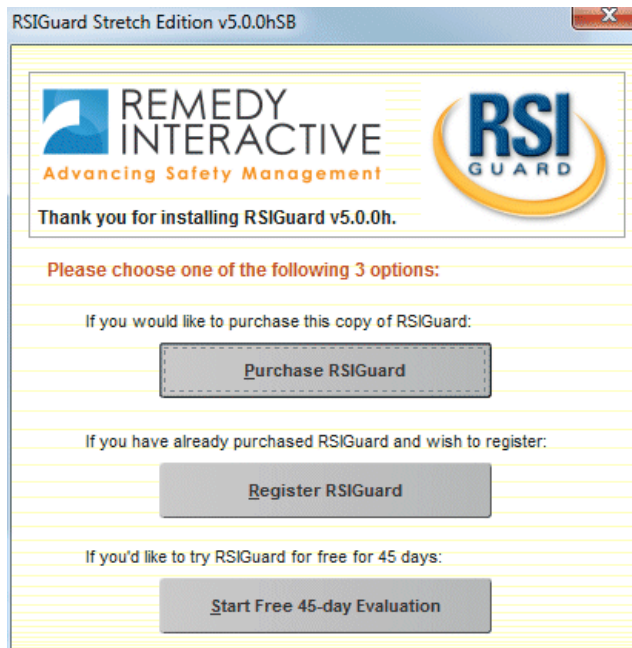 RSIGuard Stretch Edition v5.0.0hSB
REMEDY
INTERACTIVE
Advancing Safety Management
RSI
GUARD
Thank you for installing RSIGuard v5.0.0h.
Please choose one of the following 3 options:
If you would like to purchase this copy of RSIGuard:
Purchase RSIGuard
If you have already purchased RSIGuard and wish to register:
Register RSIGuard
If you'd like to try RSIGuard for free for 45 days:
Start Free 45-day Evaluation